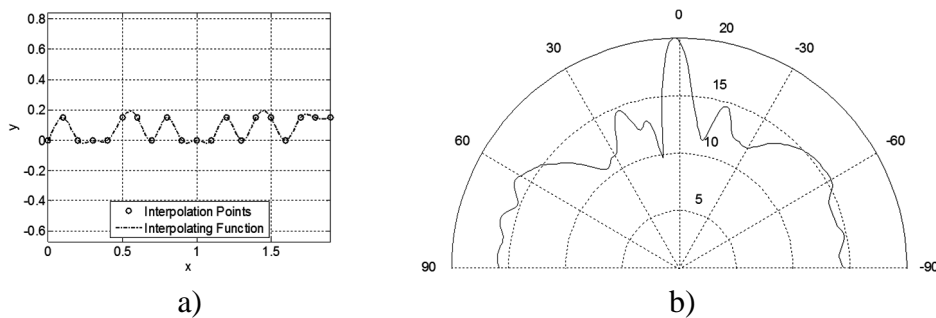 0.8
0.6
0.4
0.2
0
-0.2
-0.4
-0.6
y
Interpolation Points
Interpolating Function
0 0.5 1 1.5
x
a)
0
30 20 -30
15
60 10 -60
5
90 -90
b)